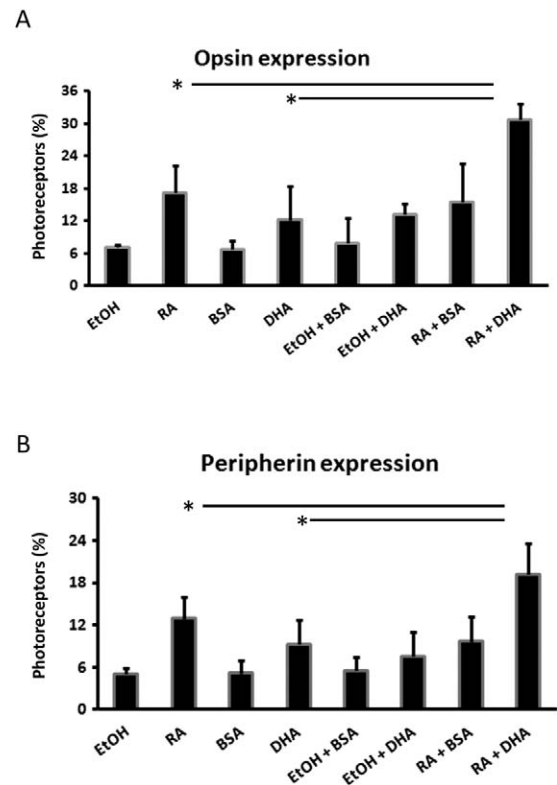 A
Opsin expression
*
*
36
30
24
18
12
6
0
Photoreceptors (%)
EtOH
RA
BSA
DHA
EtOH + BSA
EtOH + DHA
RA + BSA
RA + DHA
B
Peripherin expression
*
*
30
24
18
12
6
0
Photoreceptors (%)
EtOH
RA
BSA
DHA
EtOH + BSA
EtOH + DHA
RA + BSA
RA + DHA